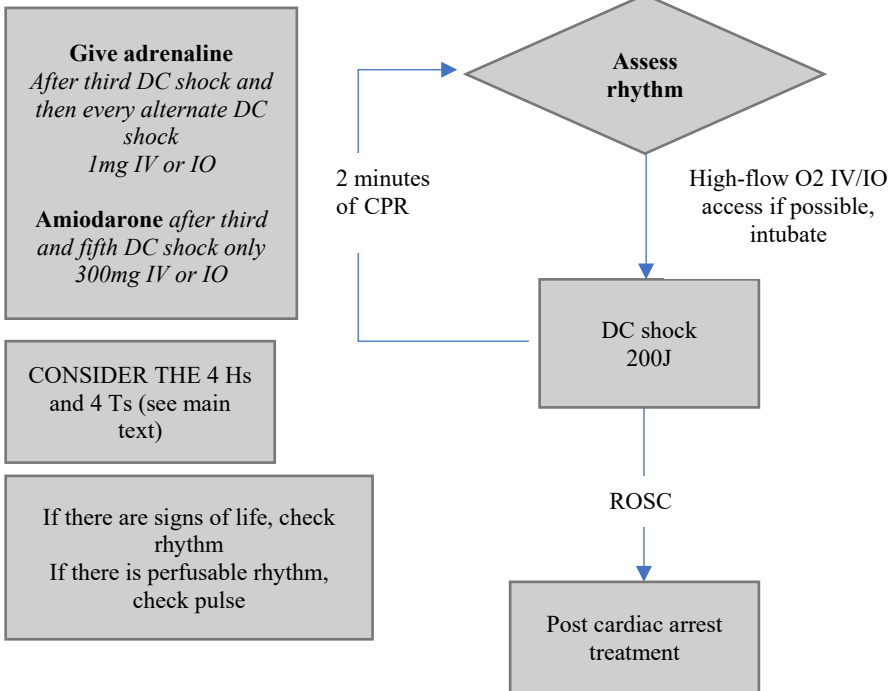 Give adrenaline
After third DC shock and
then every alternate DC
shock
1mg IV or IO
Amiodarone after third
and fifth DC shock only
300mg IV or IO
CONSIDER THE 4 Hs
and 4 Ts (see main
text)
If there are signs of life, check
rhythm
If there is perfusable rhythm,
check pulse
Assess
rhythm
2 minutes
of CPR
High-flow O2 IV/IO
access if possible,
intubate
DC shock
200J
ROSC
Post cardiac arrest
treatment